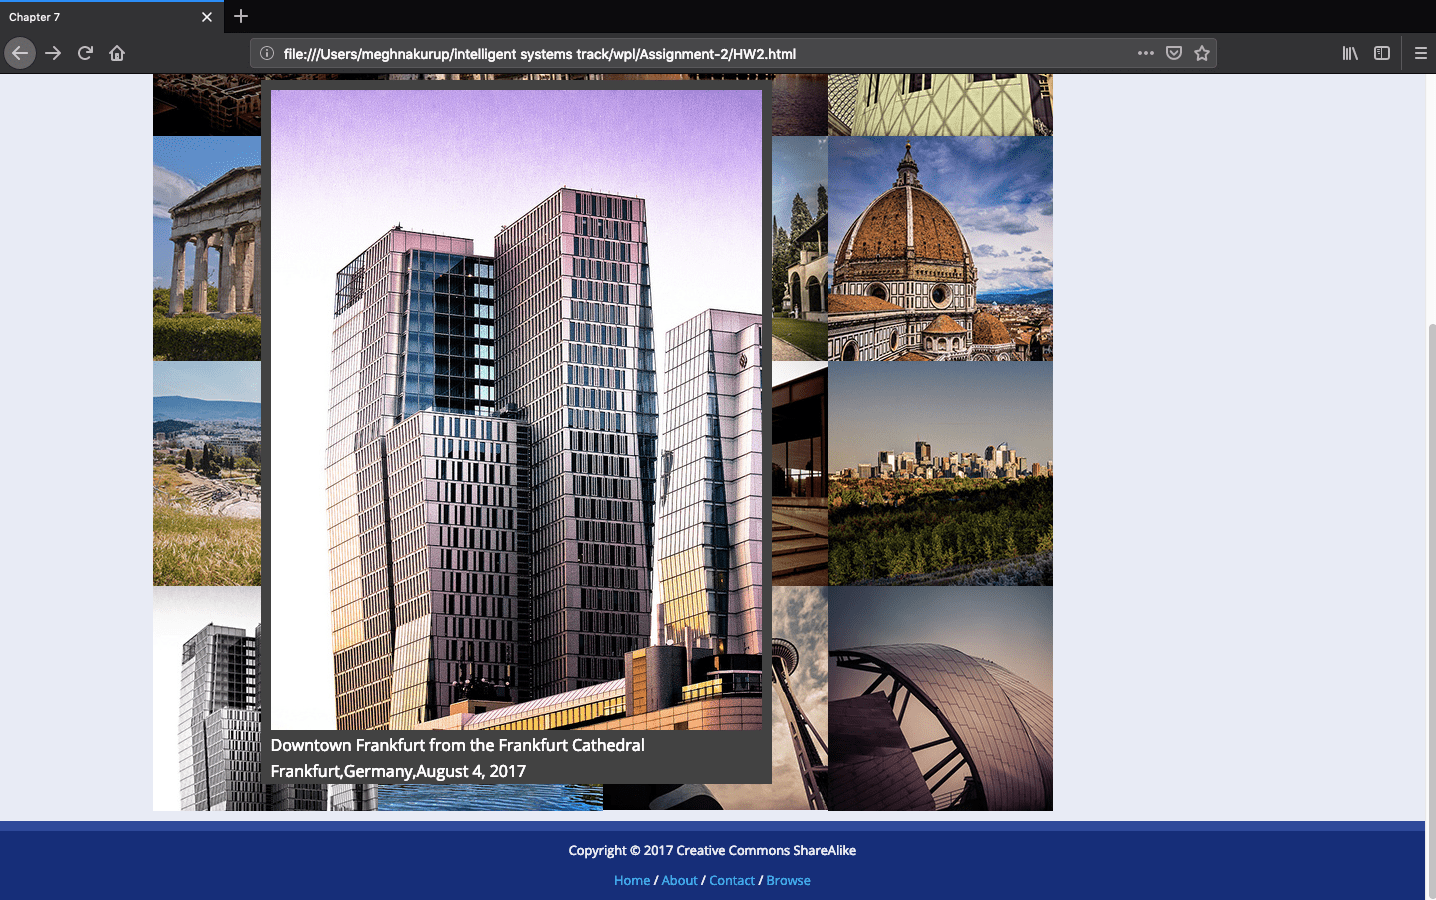 Chapter 7
file:///Users/meghnakurup/intelligent systems track/wpl/Assignment-2/HW2.html
THE
Downtown Frankfurt from the Frankfurt Cathedral
Frankfurt,Germany,August 4, 2017
Copyright © 2017 Creative Commons ShareAlike
Home / About / Contact / Browse